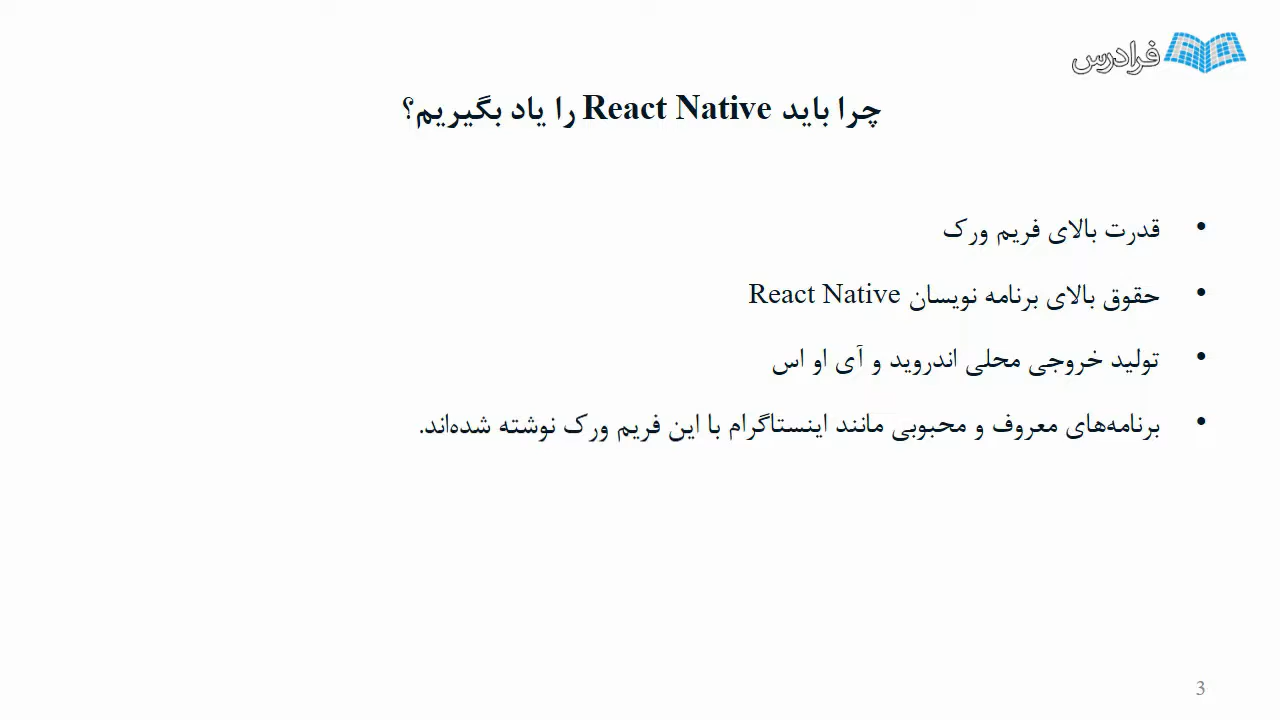 فرادرس
چرا باید React Native را یاد بگیریم؟
• قدرت بالای فریم ورک
• حقوق بالای برنامه نویسان React Native
• تولید خروجی محلی اندروید و آی او اس
• برنامه‌های معروف و محبوبی مانند اینستاگرام با این فریم ورک نوشته شده‌اند.
3